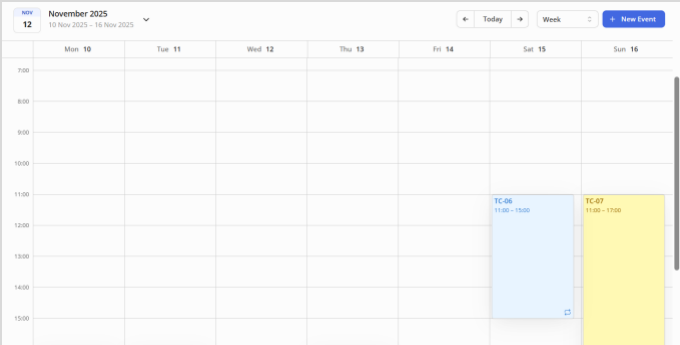 NOV
12
November 2025
10 Nov 2025 – 16 Nov 2025
Today
Week
New Event
Mon 10
Tue 11
Wed 12
Thu 13
Fri 14
Sat 15
Sun 16
7:00
8:00
9:00
10:00
11:00
12:00
13:00
14:00
15:00
TC-06
11:00 – 15:00
TC-07
11:00 – 17:00